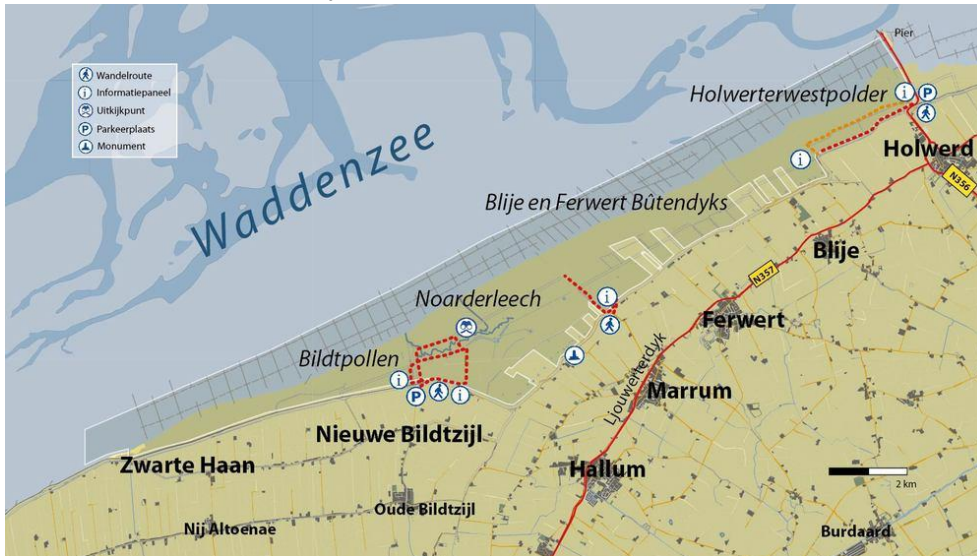 Pier
Wandelroute
i Informatiepaneel
Uitkijkpunt
P Parkeerplaats
Monument
Holwerterwestpolder
i P
Holwerd
i
N356
Waddenzee
Blije en Ferwert Bûtendyks
Blije
N357
Noarderleech
i
Ferwert
Bildtpollen
Ljouwerterdyk
i
P
i
Marrum
Nieuwe Bildtzijl
Zwarte Haan
Hallum
2 km
Oude Bildtzijl
Nij Altoenae
Burdaard